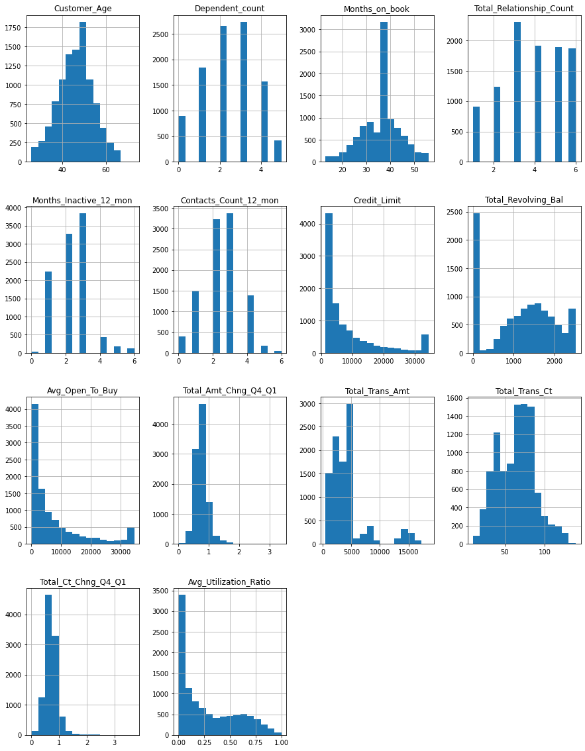 Customer_Age Dependent_count Months_on_book Total_Relationship_Count
1750 1500 1250 1000 750 500 250 0
40 60
2500 2000 1500 1000 500 0
0 2 4
3000 2500 2000 1500 1000 500 0
20 30 40 50
2000 1500 1000 500 0
2 4 6
Months_Inactive_12_mon Contacts_Count_12_mon Credit_Limit Total_Revolving_Bal
4000 3500 3000 2500 2000 1500 1000 500 0
0 2 4 6
3500 3000 2500 2000 1500 1000 500 0
0 2 4 6
4000 3000 2000 1000 0
0 10000 20000 30000
2500 2000 1500 1000 500 0
0 1000 2000
Avg_Open_To_Buy Total_Amt_Chng_Q4_Q1 Total_Trans_Amt Total_Trans_Ct
4000 3500 3000 2500 2000 1500 1000 500 0
0 10000 20000 30000
4000 3000 2000 1000 0
0 1 2 3
3000 2500 2000 1500 1000 500 0
0 5000 10000 15000
1600 1400 1200 1000 800 600 400 200 0
50 100
Total_Ct_Chng_Q4_Q1 Avg_Utilization_Ratio
4000 3000 2000 1000 0
0 1 2 3
3500 3000 2500 2000 1500 1000 500 0
0.00 0.25 0.50 0.75 1.00